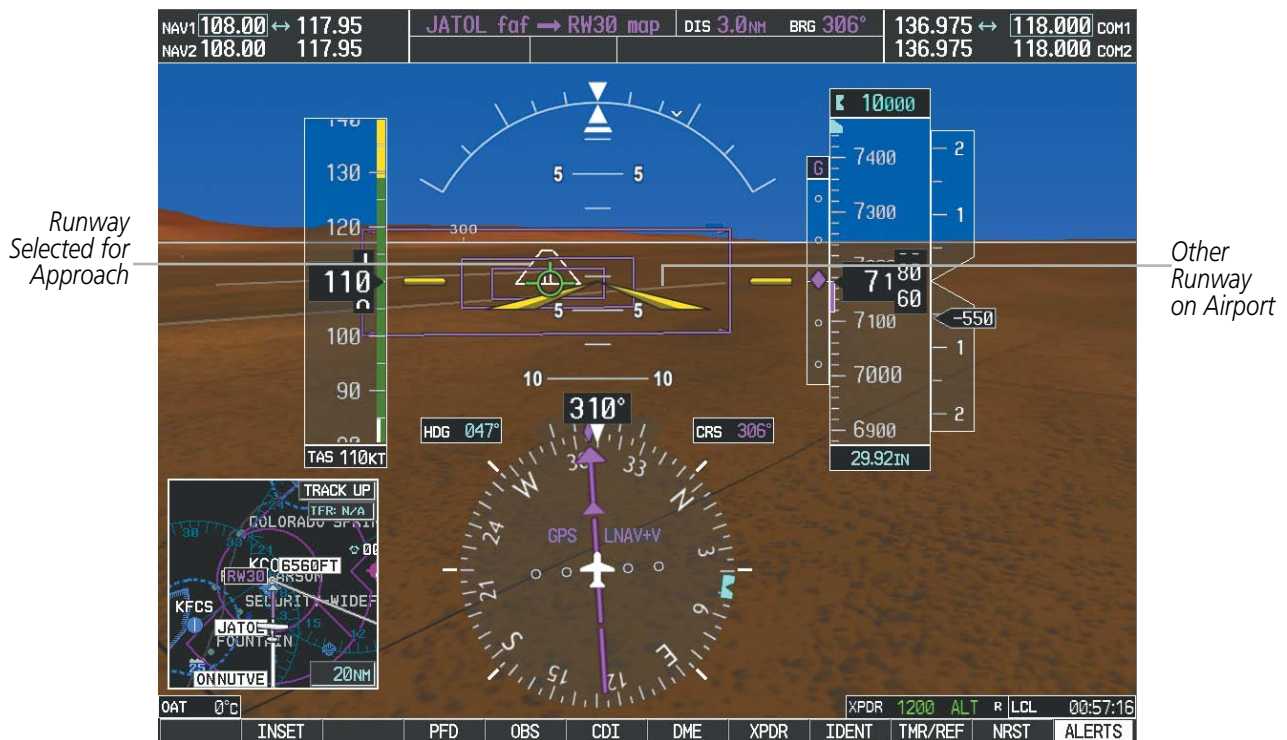 NAV1 108.00 ↔ 117.95
NAV2 108.00 117.95
JATOL faf → RW30 map
DIS 3.0NM BRG 306°
136.975 ↔ 118.000 COM1
136.975 118.000 COM2
Runway
Selected for
Approach
Other
Runway
on Airport
130
120
110
100
90
TAS 110KT
5 5
300
5 5
10 10
G
10000
7400
7300
71
80
60
7100
7000
6900
29.92IN
2
1
-550
1
2
310°
HDG 047°
CRS 306°
GPS LNAV+V
30
33
N
3
6
E
12
15
S
21
24
W
TRACK UP
TFR: N/A
6560FT
RW30
KFCS
JATOL
FOUNTAIN
ONNUTVE
20NM
OAT 0°C
XPDR 1200 ALT R LCL 00:57:16
INSET PFD OBS CDI DME XPDR IDENT TMR/REF NRST ALERTS